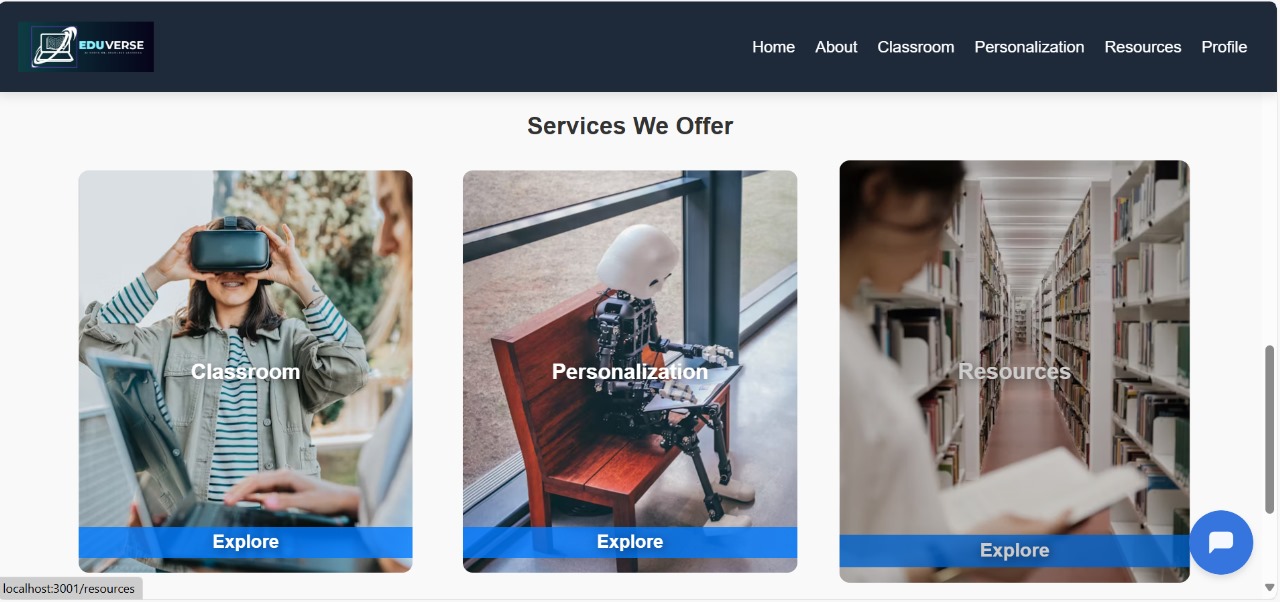 EDUVERSE
Home About Classroom Personalization Resources Profile
Services We Offer
Classroom
Personalization
Resources
Explore
Explore
Explore
localhost:3001/resources